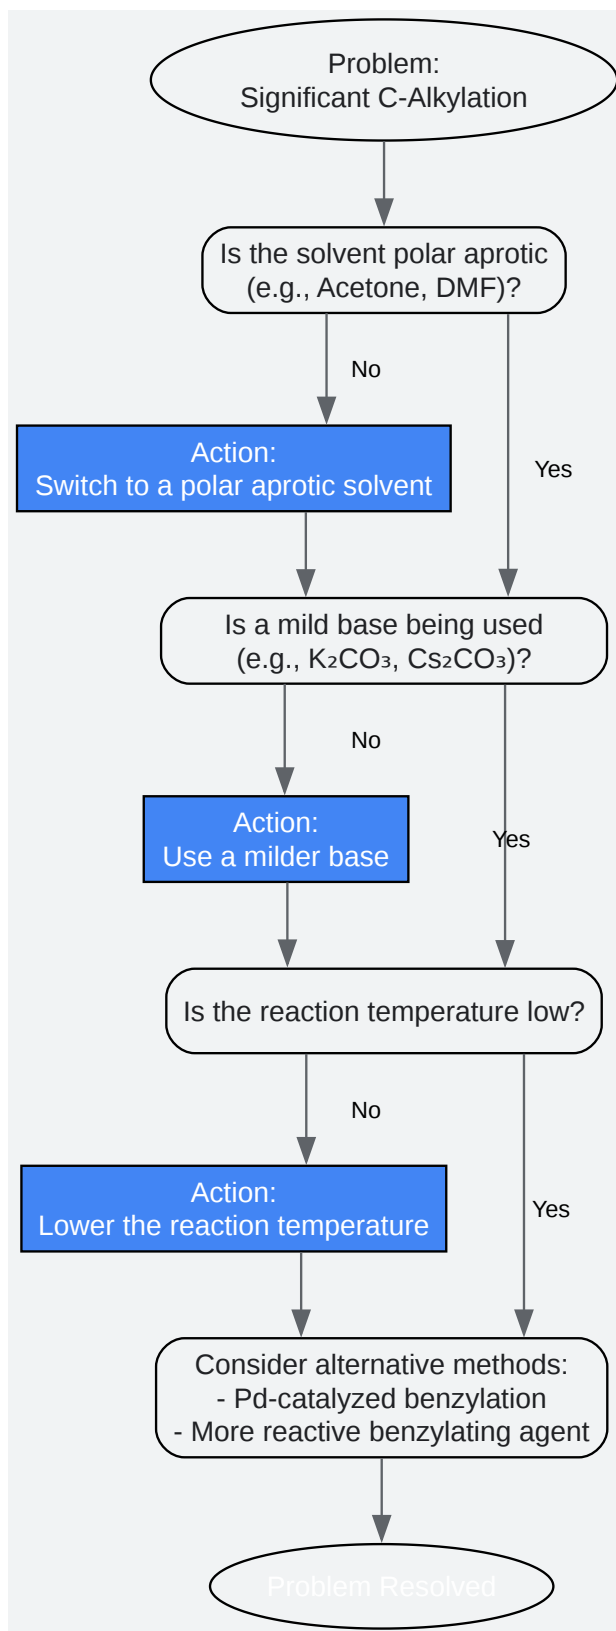 Problem:
Significant C-Alkylation
Is the solvent polar aprotic
(e.g., Acetone, DMF)?
No
Action:
Switch to a polar aprotic solvent
Yes
Is a mild base being used
(e.g., K₂CO₃, Cs₂CO₃)?
No
Action:
Use a milder base
Yes
Is the reaction temperature low?
No
Action:
Lower the reaction temperature
Yes
Consider alternative methods:
- Pd-catalyzed benzylation
- More reactive benzylating agent
Problem Resolved